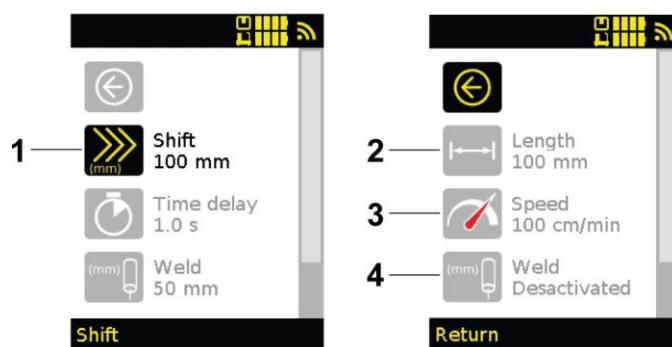 1
Shift
100 mm
(mm)
Time delay
1.0 s
(mm)
Weld
50 mm
Shift
2
Length
100 mm
3
Speed
100 cm/min
4
(mm)
Weld
Desactivated
Return